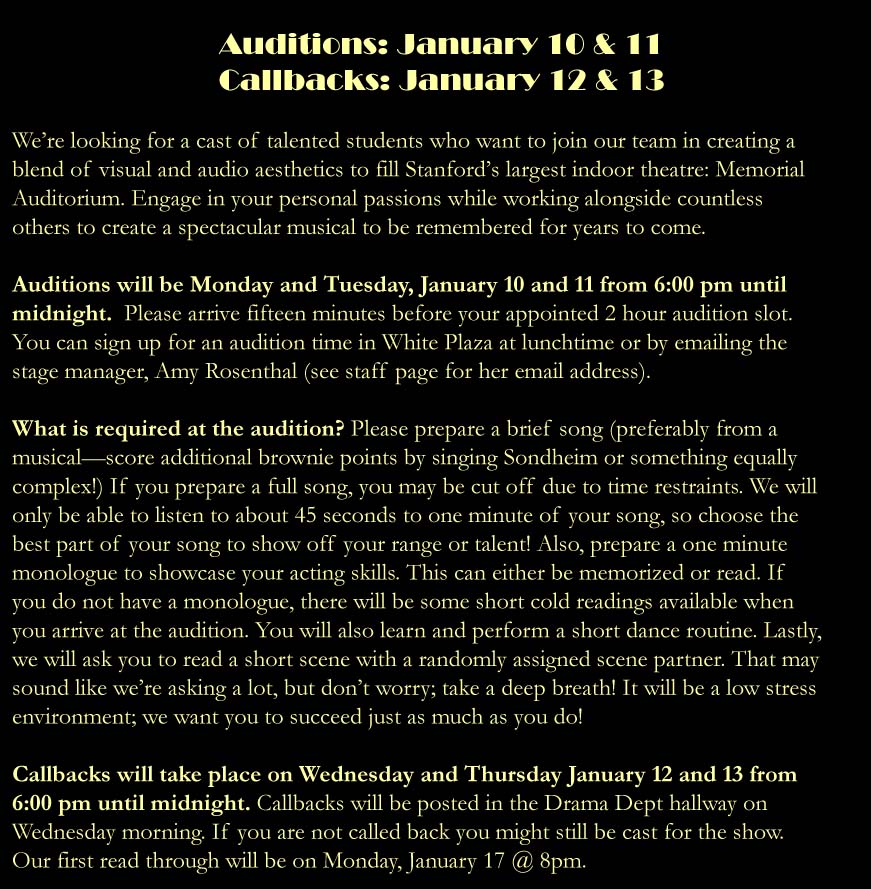 Auditions: January 10 & 11
Callbacks: January 12 & 13
We're looking for a cast of talented students who want to join our team in creating a
blend of visual and audio aesthetics to fill Stanford's largest indoor theatre: Memorial
Auditorium. Engage in your personal passions while working alongside countless
others to create a spectacular musical to be remembered for years to come.
Auditions will be Monday and Tuesday, January 10 and 11 from 6:00 pm until
midnight.  Please arrive fifteen minutes before your appointed 2 hour audition slot.
You can sign up for an audition time in White Plaza at lunchtime or by emailing the
stage manager, Amy Rosenthal (see staff page for her email address).
What is required at the audition? Please prepare a brief song (preferably from a
musical—score additional brownie points by singing Sondheim or something equally
complex!) If you prepare a full song, you may be cut off due to time restraints. We will
only be able to listen to about 45 seconds to one minute of your song, so choose the
best part of your song to show off your range or talent! Also, prepare a one minute
monologue to showcase your acting skills. This can either be memorized or read. If
you do not have a monologue, there will be some short cold readings available when
you arrive at the audition. You will also learn and perform a short dance routine. Lastly,
we will ask you to read a short scene with a randomly assigned scene partner. That may
sound like we're asking a lot, but don't worry; take a deep breath! It will be a low stress
environment; we want you to succeed just as much as you do!
Callbacks will take place on Wednesday and Thursday January 12 and 13 from
6:00 pm until midnight. Callbacks will be posted in the Drama Dept hallway on
Wednesday morning. If you are not called back you might still be cast for the show.
Our first read through will be on Monday, January 17 @ 8pm.